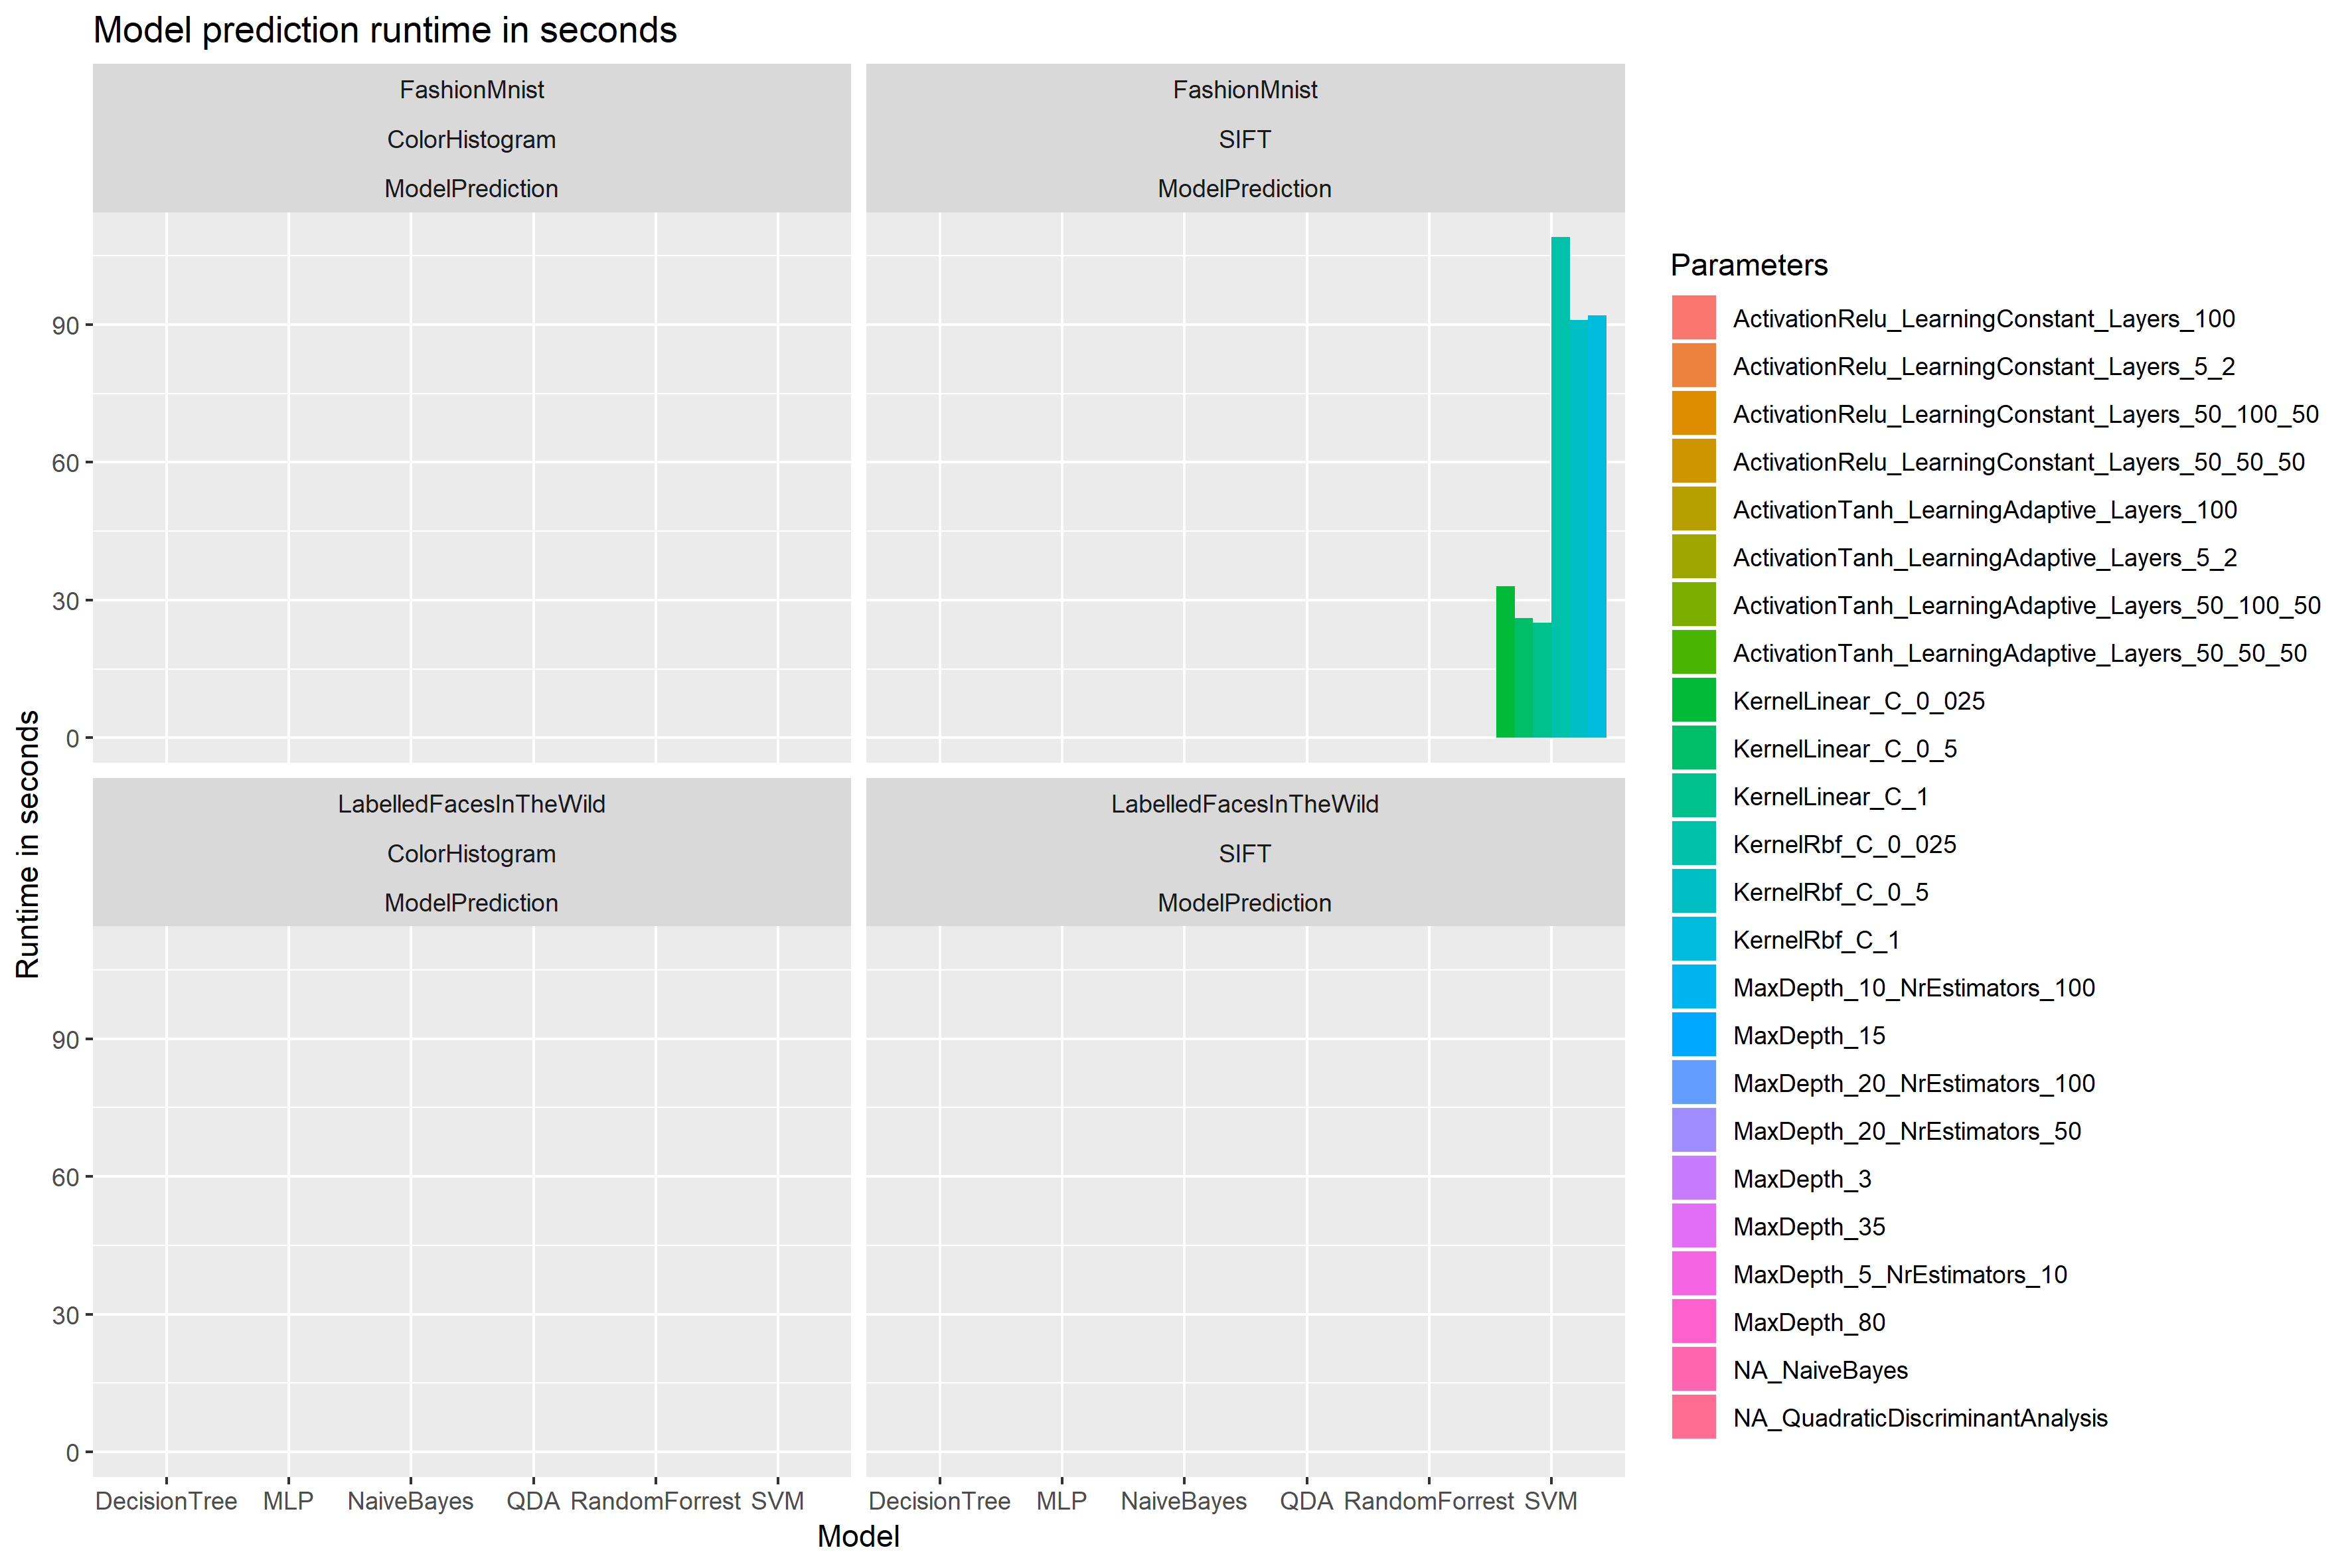 Model prediction runtime in seconds
FashionMnist
ColorHistogram
ModelPrediction
FashionMnist
SIFT
ModelPrediction
90
60
30
0
LabelledFacesInTheWild
ColorHistogram
ModelPrediction
LabelledFacesInTheWild
SIFT
ModelPrediction
90
60
30
0
Runtime in seconds
DecisionTree MLP NaiveBayes QDA RandomForrest SVM
DecisionTree MLP NaiveBayes QDA RandomForrest SVM
Model
Parameters
ActivationRelu_LearningConstant_Layers_100
ActivationRelu_LearningConstant_Layers_5_2
ActivationRelu_LearningConstant_Layers_50_100_50
ActivationRelu_LearningConstant_Layers_50_50_50
ActivationTanh_LearningAdaptive_Layers_100
ActivationTanh_LearningAdaptive_Layers_5_2
ActivationTanh_LearningAdaptive_Layers_50_100_50
ActivationTanh_LearningAdaptive_Layers_50_50_50
KernelLinear_C_0_025
KernelLinear_C_0_5
KernelLinear_C_1
KernelRbf_C_0_025
KernelRbf_C_0_5
KernelRbf_C_1
MaxDepth_10_NrEstimators_100
MaxDepth_15
MaxDepth_20_NrEstimators_100
MaxDepth_20_NrEstimators_50
MaxDepth_3
MaxDepth_35
MaxDepth_5_NrEstimators_10
MaxDepth_80
NA_NaiveBayes
NA_QuadraticDiscriminantAnalysis